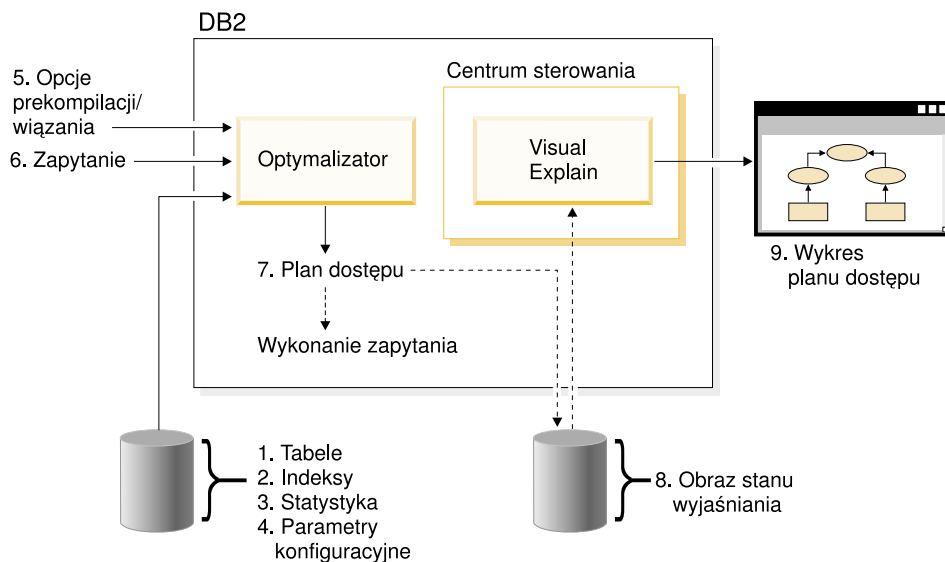 DB2
5. Opcje
prekompilacji/
wiązania
6. Zapytanie
Centrum sterowania
Optymalizator
Visual
Explain
7. Plan dostępu
Wykonanie zapytania
9. Wykres
planu dostępu
1. Tabele
2. Indeksy
3. Statystyka
4. Parametry
konfiguracyjne
8. Obraz stanu
wyjaśniania